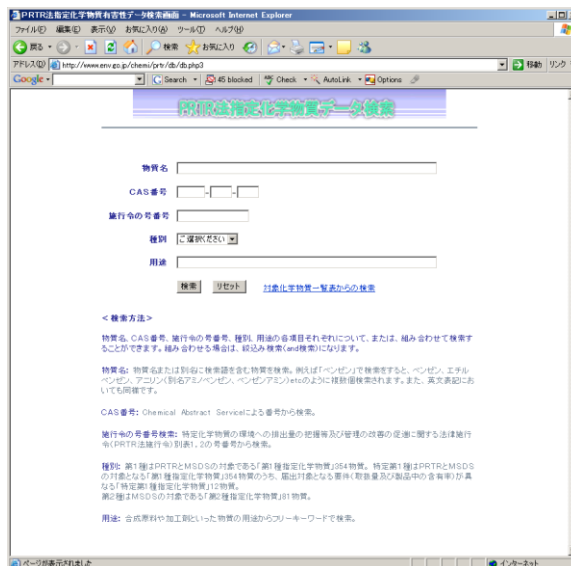 PRTR法指定化学物質有害性データ検索画面 - Microsoft Internet Explorer
ファイル(F) 編集(E) 表示(V) お気に入り(A) ツール(T) ヘルプ(H)
戻る 検索 お気に入り
アドレス(D) http://www.env.go.jp/chemi/prtr/db/db.php3 移動 リンク
Google Search 45 blocked Check AutoLink Options
PRTR法指定化学物質データ検索
物質名
CAS番号 - -
施行令の号番号
種別 ご選択ください
用途
検索 リセット 対象化学物質一覧表からの検索
<検索方法>
物質名、CAS番号、施行令の号番号、種別、用途の各項目それぞれについて、または、組み合わせて検索す
ることができます。組み合わせる場合は、絞込み検索(and検索)になります。
物質名: 物質名または別名に検索語を含む物質を検索。例えば「ベンゼン」で検索をすると、ベンゼン、エチル
ベンゼン、アニリン(別名アミノベンゼン、ベンゼンアミン)etcのように複数個検索されます。また、英文表記にお
いても同様です。
CAS番号: Chemical Abstract Serviceによる番号から検索。
施行令の号番号検索: 特定化学物質の環境への排出量の把握等及び管理の改善の促進に関する法律施行
令(PRTR法施行令)別表1、2の号番号から検索。
種別: 第1種はPRTRとMSDSの対象である「第1種指定化学物質」354物質。特定第1種はPRTRとMSDS
の対象となる「第1種指定化学物質」354物質のうち、届出対象となる要件(取扱量及び製品中の含有率)が異
なる「特定第1種指定化学物質」12物質。
第2種はMSDSの対象である「第2種指定化学物質」81物質。
用途: 合成原料や加工剤といった物質の用途からフリーキーワードで検索。
ページが表示されました インターネット